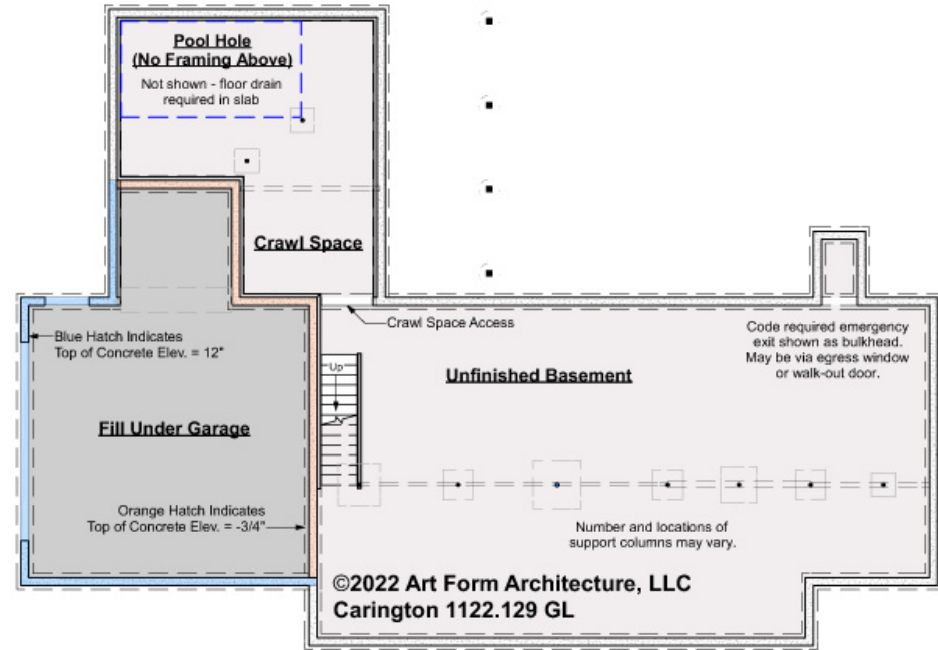 Pool Hole
(No Framing Above)
Not shown - floor drain
required in slab
Crawl Space
Crawl Space Access
Blue Hatch Indicates
Top of Concrete Elev. = 12"
Up
Unfinished Basement
Code required emergency
exit shown as bulkhead.
May be via egress window
or walk-out door.
Fill Under Garage
Orange Hatch Indicates
Top of Concrete Elev. = -3/4"
Number and locations of
support columns may vary.
©2022 Art Form Architecture, LLC
Carington 1122.129 GL